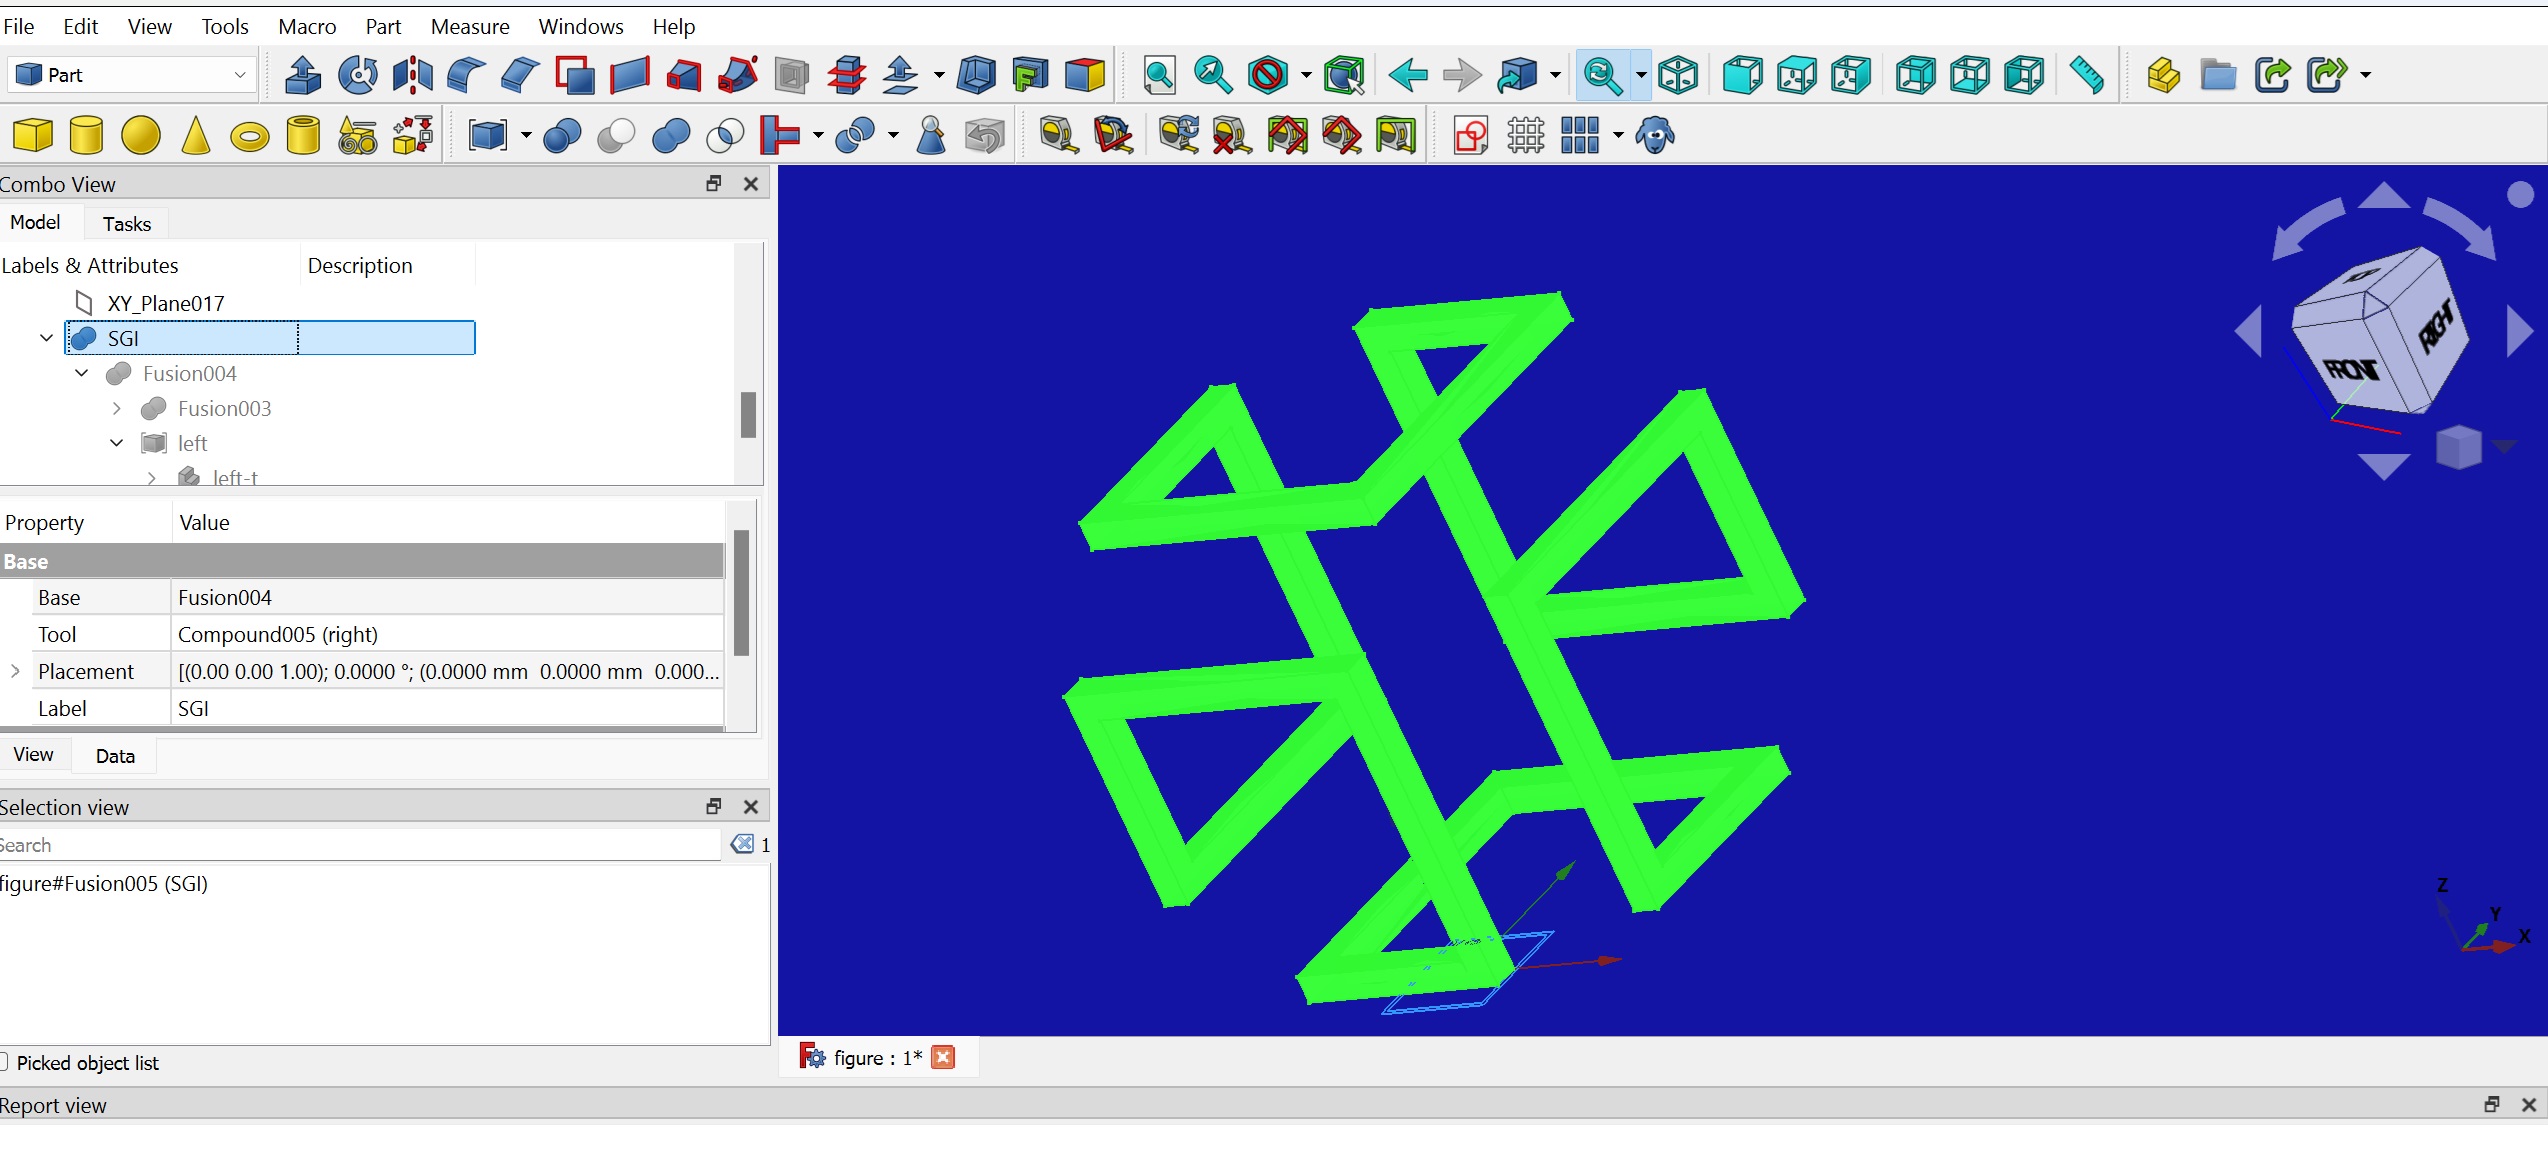 File Edit View Tools Macro Part Measure Windows Help
Part
Combo View
Model Tasks
Labels & Attributes Description
XY_Plane017
SGI
Fusion004
Fusion003
left
left-t
Property Value
Base
Base Fusion004
Tool Compound005 (right)
Placement [(0.00 0.00 1.00); 0.0000 °; (0.0000 mm 0.0000 mm 0.000...
Label SGI
View Data
Selection view
Search
1
figure#Fusion005 (SGI)
Picked object list
FRONT
RIGHT
Z
Y
X
figure : 1*
Report view